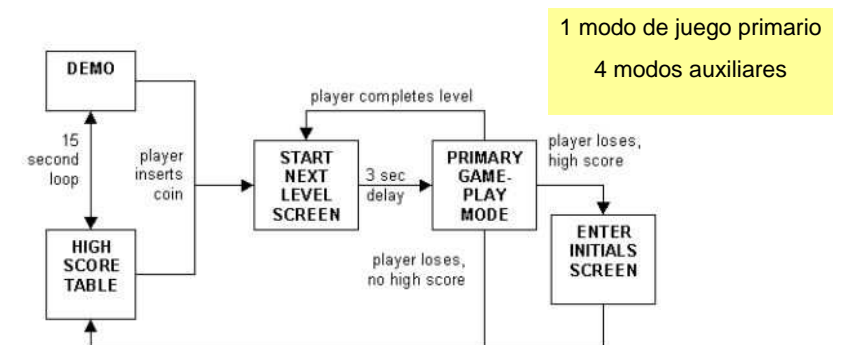 1 modo de juego primario
4 modos auxiliares
DEMO
player completes level
15
second
loop
player
inserts
coin
START
NEXT
LEVEL
SCREEN
3 sec
delay
PRIMARY
GAME-
PLAY
MODE
player loses,
high score
HIGH
SCORE
TABLE
player loses,
no high score
ENTER
INITIALS
SCREEN